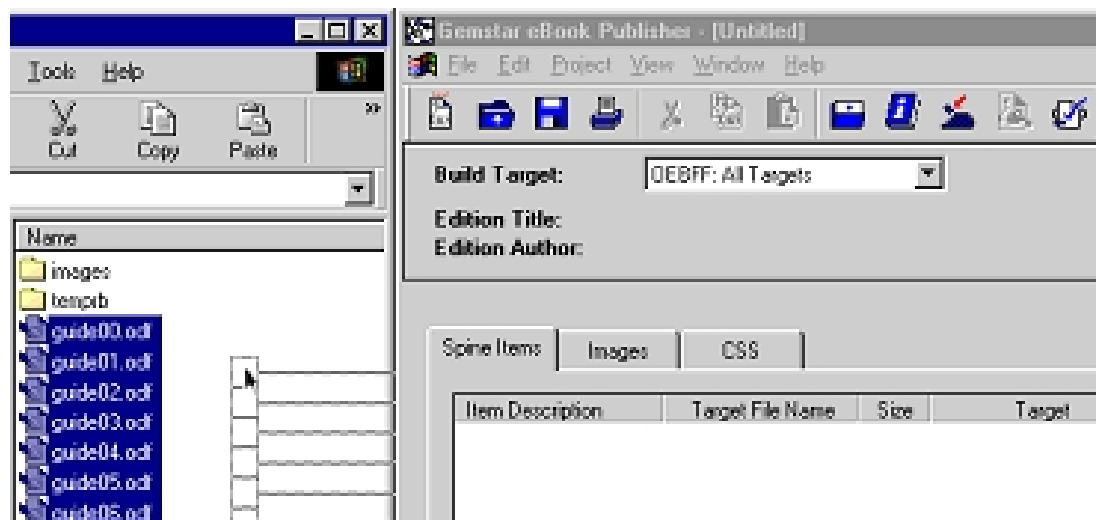 Tools Help
Cut Copy Paste »
Name
images
temprb
guide00.odf
guide01.odf
guide02.odf
guide03.odf
guide04.odf
guide05.odf
guide06.odf
Gemstar eBook Publisher - [Untitled]
File Edit Project View Window Help
Build Target: OEBFF: All Targets
Edition Title:
Edition Author:
Spine Items Images CSS
Item Description Target File Name Size Target